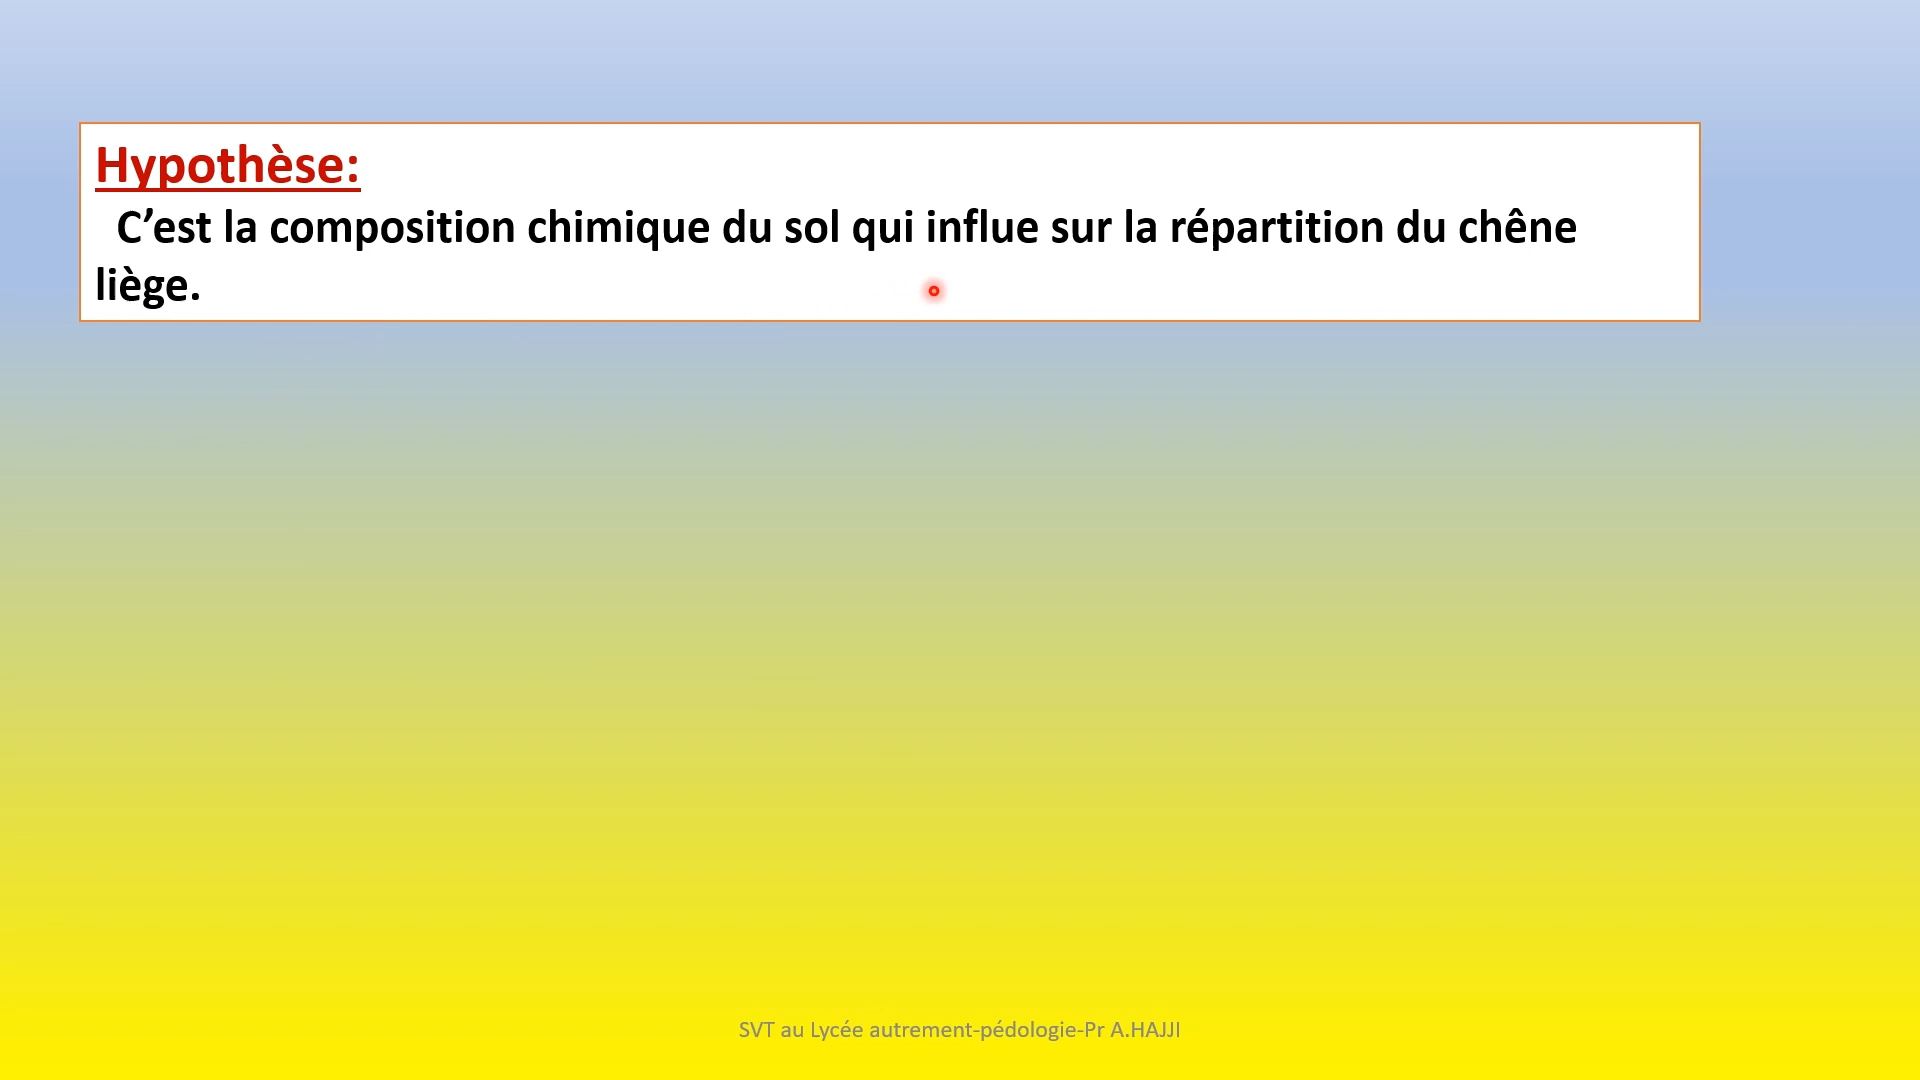 Hypothèse:
C’est la composition chimique du sol qui influe sur la répartition du chêne
liège.
SVT au Lycée autrement-pédologie-Pr A.HAJJI